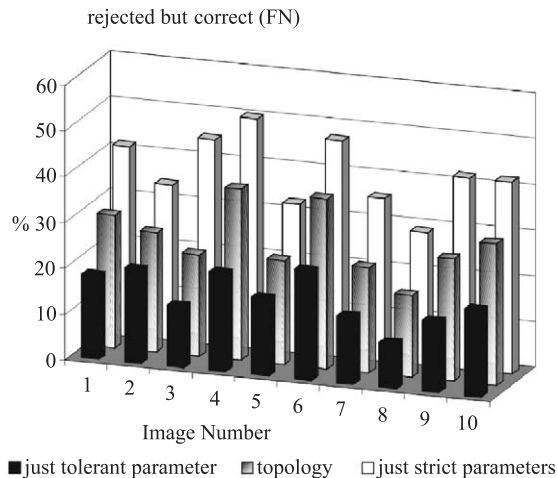 rejected but correct (FN)
60
50
40
30
%
20
10
0
1 2 3 4 5 6 7 8 9 10
Image Number
just tolerant parameter topology just strict parameters